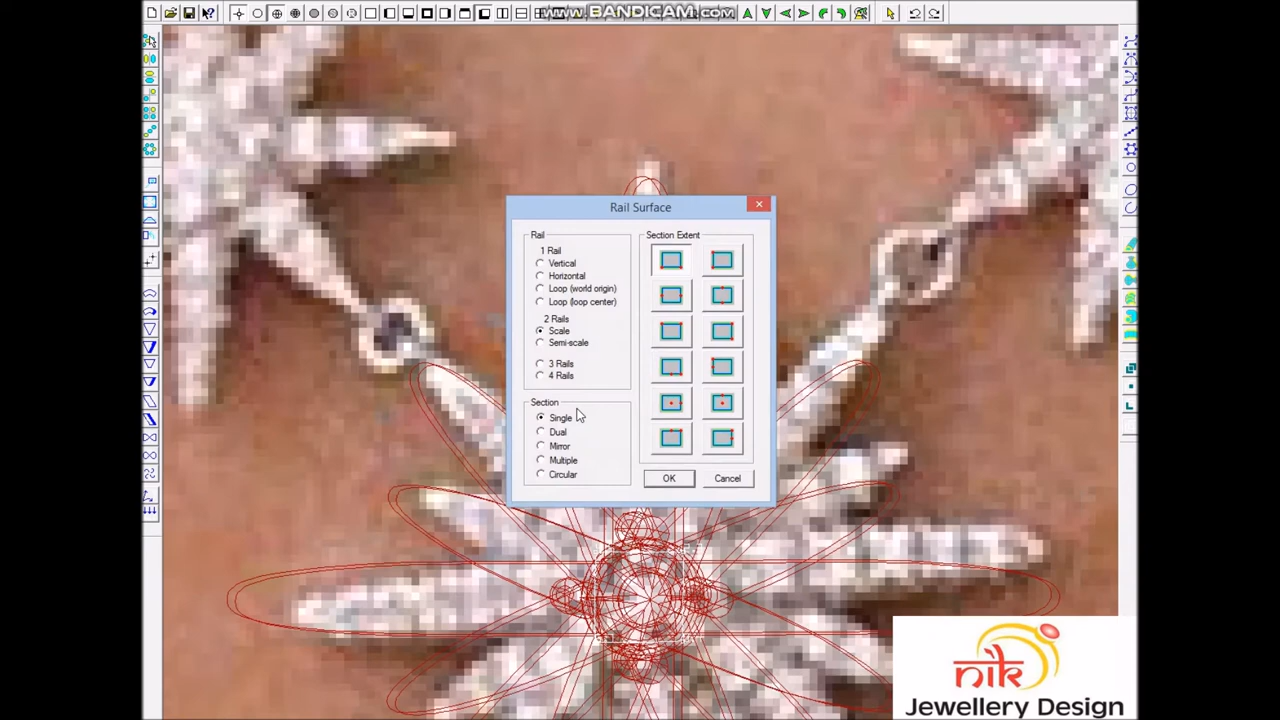 www.BANDICAM.com
Rail Surface
Rail
1 Rail
Vertical
Horizontal
Loop (world origin)
Loop (loop center)
2 Rails
Scale
Semi-scale
3 Rails
4 Rails
Section
Single
Dual
Mirror
Multiple
Circular
Section Extent
OK
Cancel
निक
Jewellery Design